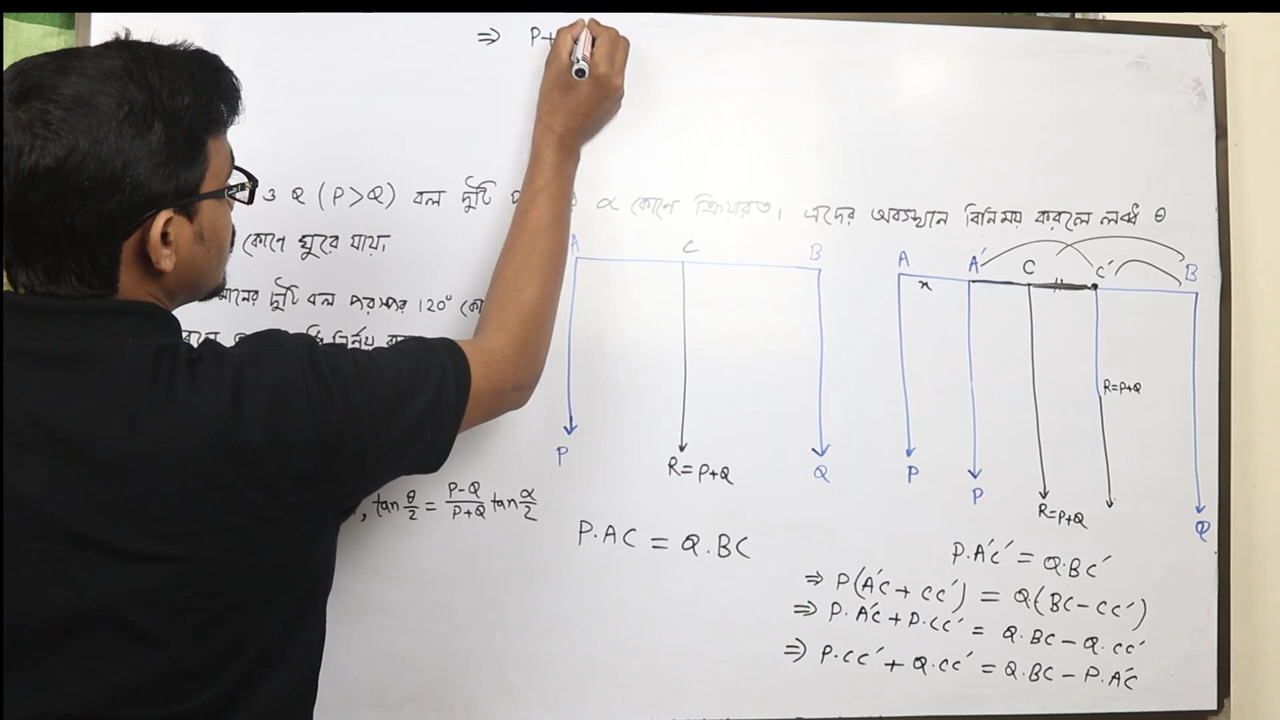 ⇒ P+
ও Q (P>Q) বল দুটি α কোণে ক্রিয়ারত। এদের অবস্থান বিনিময় করলে লব্ধি θ
কোণে ঘুরে যায়।
মানের দুটি বল পরস্পর 120°
নির্ণয়
A C B
A A′ C C′ B
x
R=P+Q
P R=P+Q Q
P P R=P+Q Q
, tan θ/2 = P-Q/P+Q tan α/2
P.AC = Q.BC
P.A′C′ = Q.BC′
⇒ P(A′C + CC′) = Q(BC-CC′)
⇒ P.A′C + P.CC′ = Q.BC - Q.CC′
⇒ P.CC′ + Q.CC′ = Q.BC - P.A′C